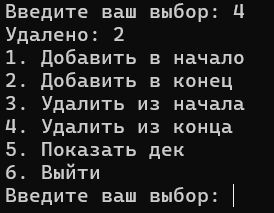 Введите ваш выбор: 4
Удалено: 2
1. Добавить в начало
2. Добавить в конец
3. Удалить из начала
4. Удалить из конца
5. Показать дек
6. Выйти
Введите ваш выбор: